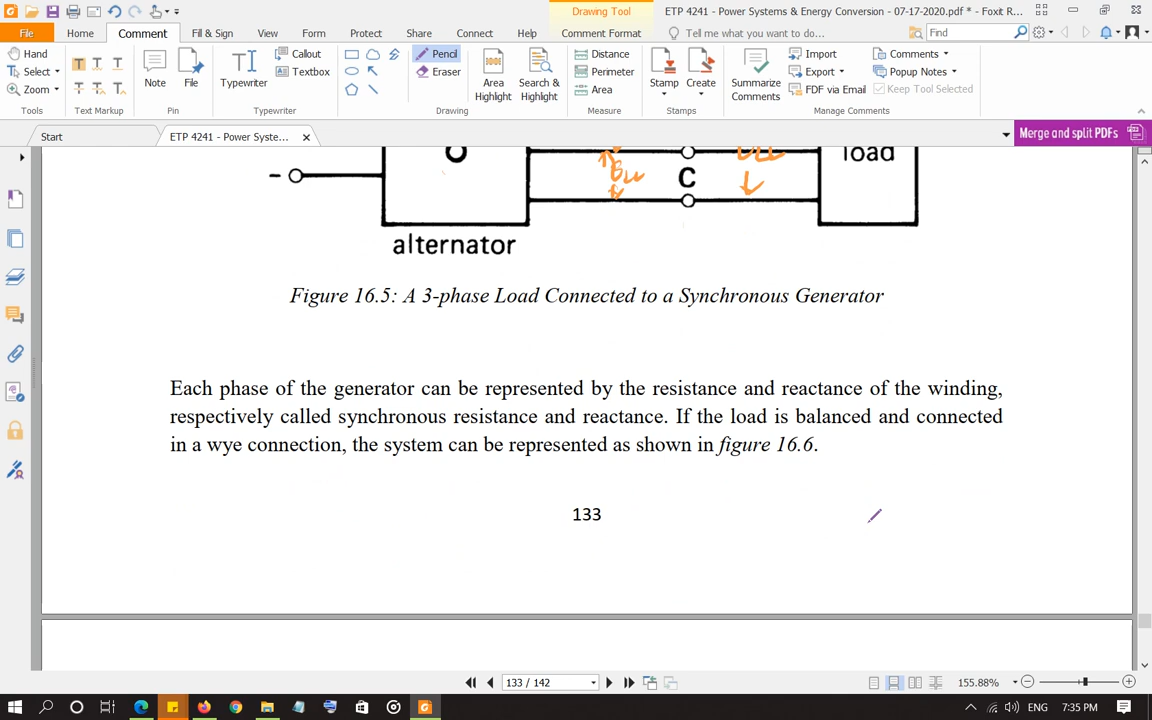 Drawing Tool
ETP 4241 - Power Systems & Energy Conversion - 07-17-2020.pdf * - Foxit R...
File Home Comment Fill & Sign View Form Protect Share Connect Help Comment Format Tell me what you want to do... Find
Hand
Select
Zoom
Tools
Text Markup
Note
File
Pin
Typewriter
Callout
Textbox
Typewriter
Pencil
Eraser
Drawing
Area Highlight
Search & Highlight
Distance
Perimeter
Area
Measure
Stamp
Create
Stamps
Summarize Comments
Import
Export
FDF via Email
Comments
Popup Notes
Keep Tool Selected
Manage Comments
Start
ETP 4241 - Power Syste...
Merge and split PDFs
load
C
alternator
Figure 16.5: A 3-phase Load Connected to a Synchronous Generator
Each phase of the generator can be represented by the resistance and reactance of the winding,
respectively called synchronous resistance and reactance. If the load is balanced and connected
in a wye connection, the system can be represented as shown in figure 16.6.
133
133 / 142
155.88%
ENG
7:35 PM